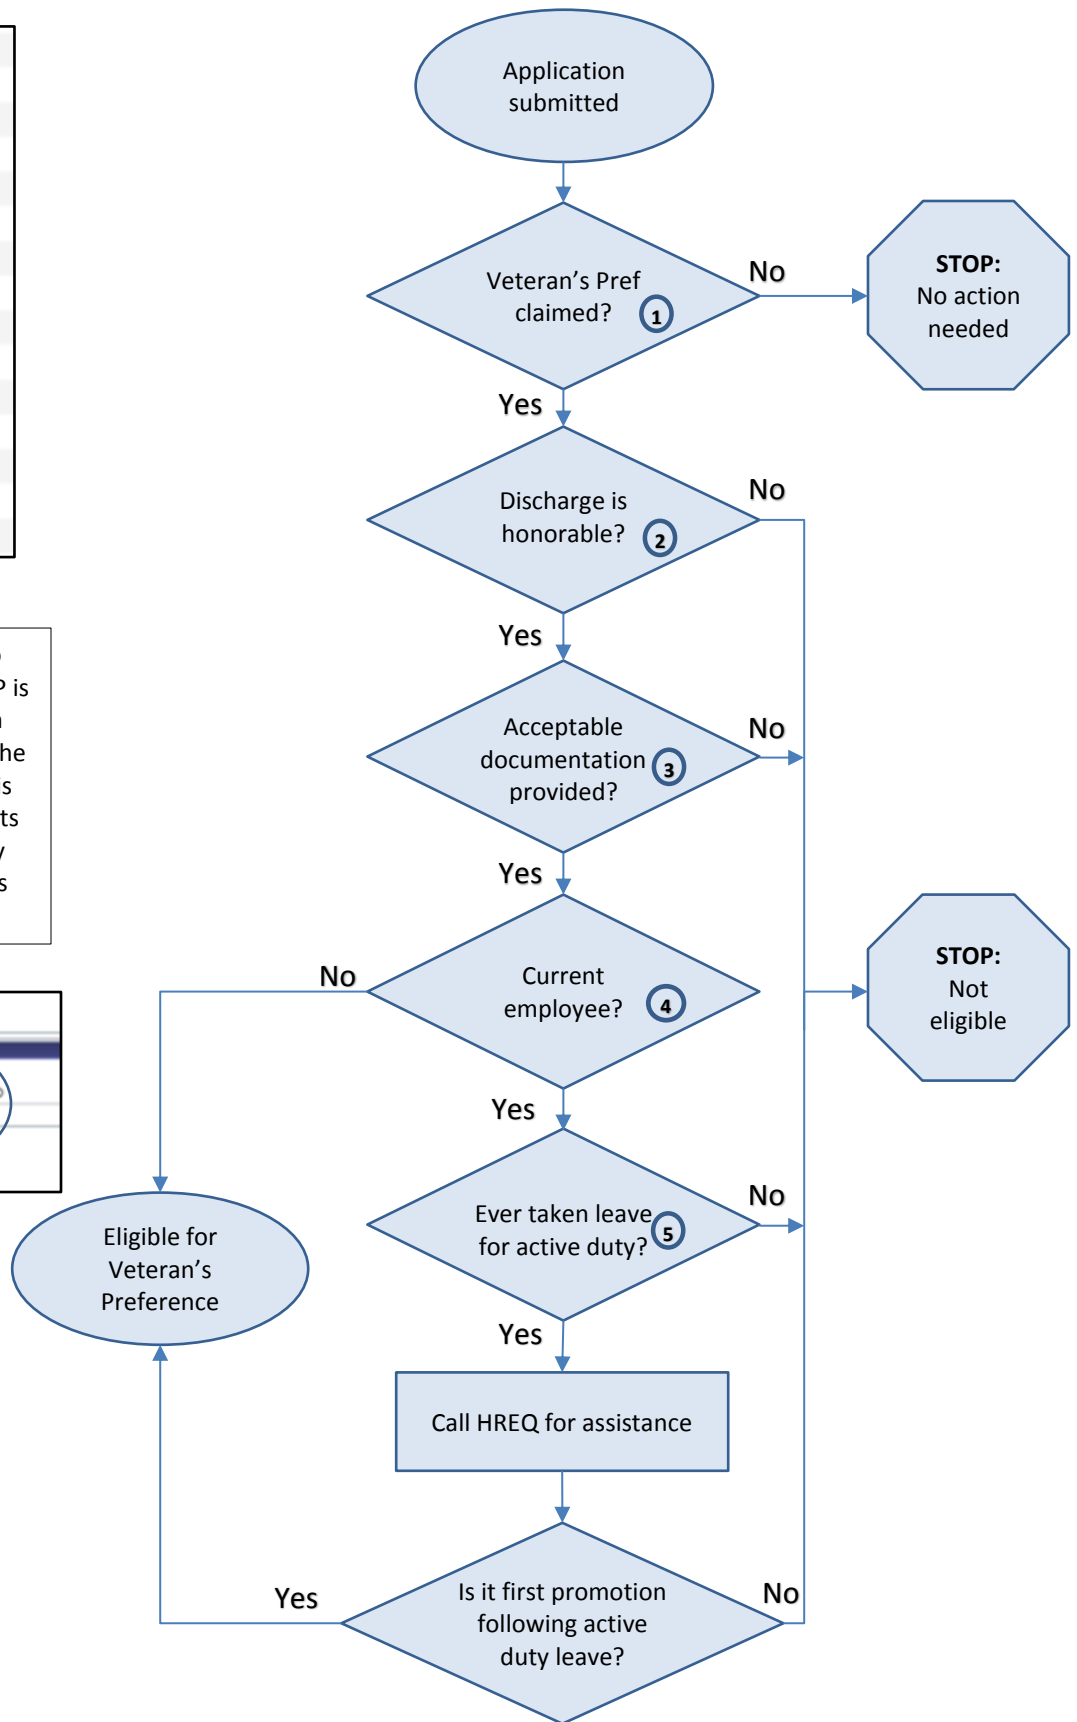 Application
submitted
Veteran's Pref
claimed? 1
No
STOP:
No action
needed
Yes
Discharge is
honorable? 2
No
Yes
Acceptable
documentation 3
provided?
No
Yes
Current
employee? 4
No
STOP:
Not
eligible
Yes
Ever taken leave
for active duty? 5
No
Eligible for
Veteran's
Preference
Yes
Call HREQ for assistance
Is it first promotion
following active
duty leave?
Yes
No
P is
is